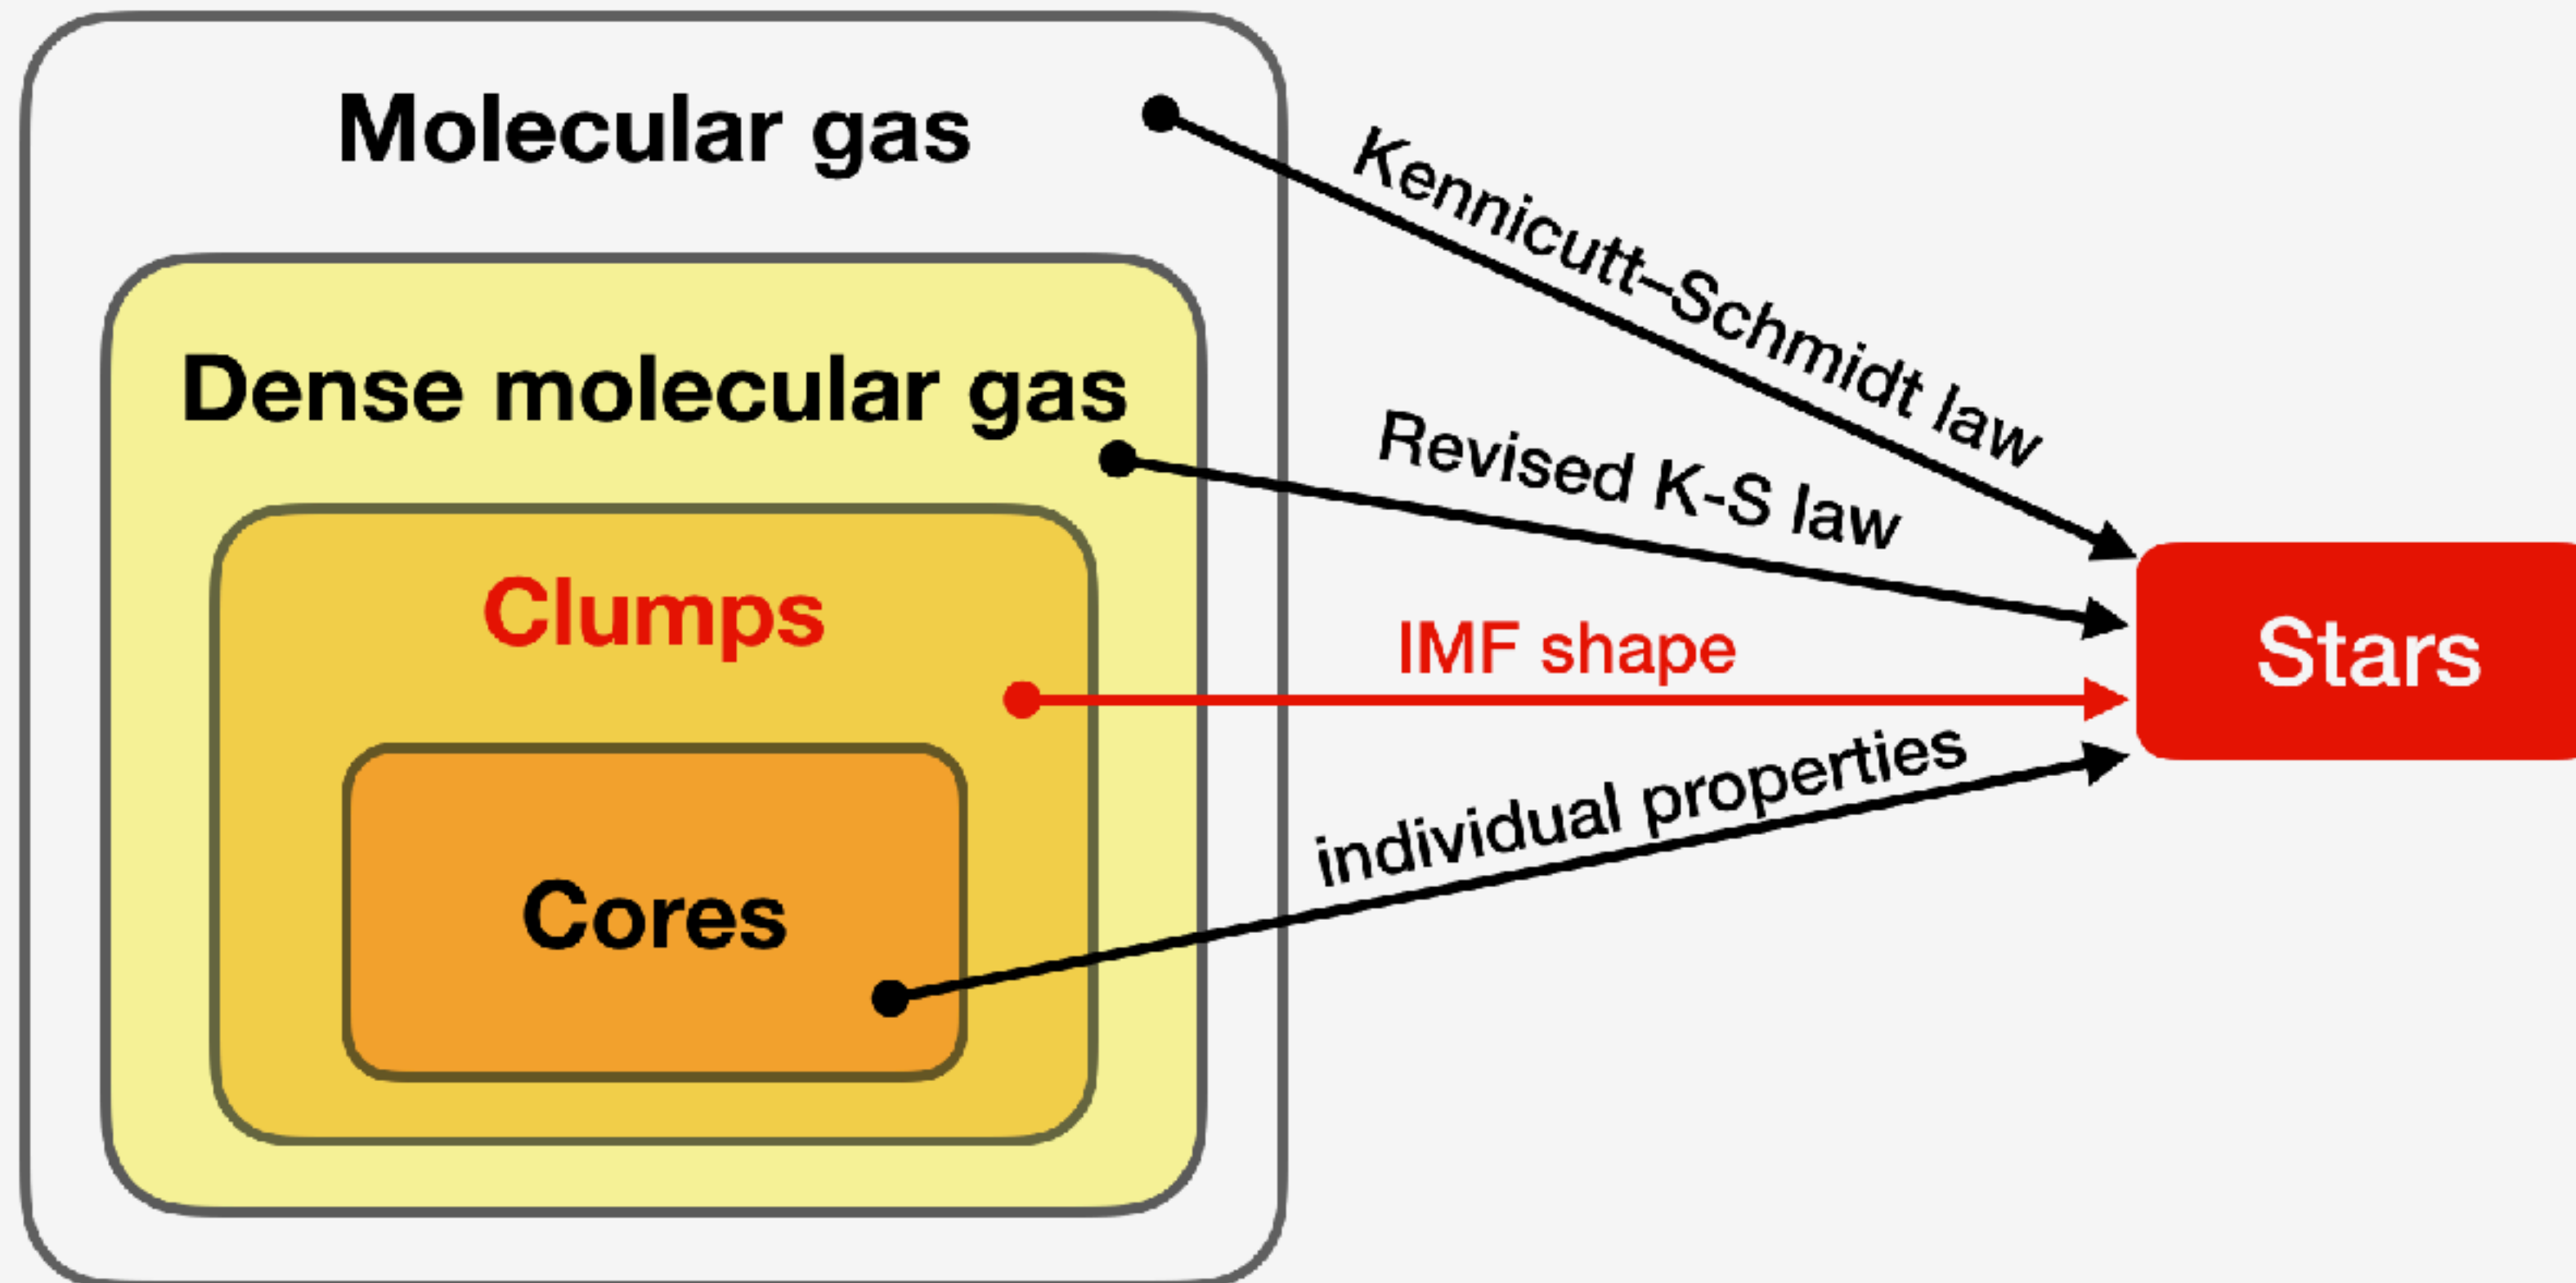 Molecular gas
Kennicutt–Schmidt law
Dense molecular gas
Revised K-S law
Clumps
IMF shape
Stars
individual properties
Cores